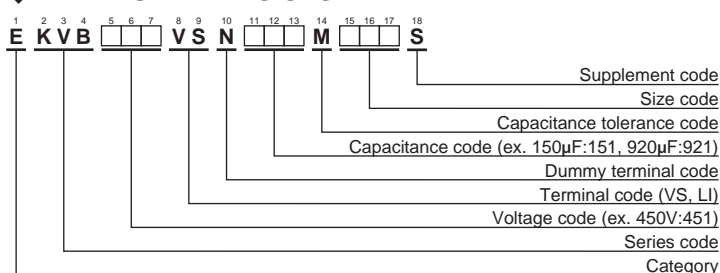 1 2 3 4 5 6 7 8 9 10 11 12 13 14 15 16 17 18
E K V B □□□ V S N □□□ M □□□ S
Supplement code
Size code
Capacitance tolerance code
Capacitance code (ex. 150μF:151, 920μF:921)
Dummy terminal code
Terminal code (VS, LI)
Voltage code (ex. 450V:451)
Series code
Category